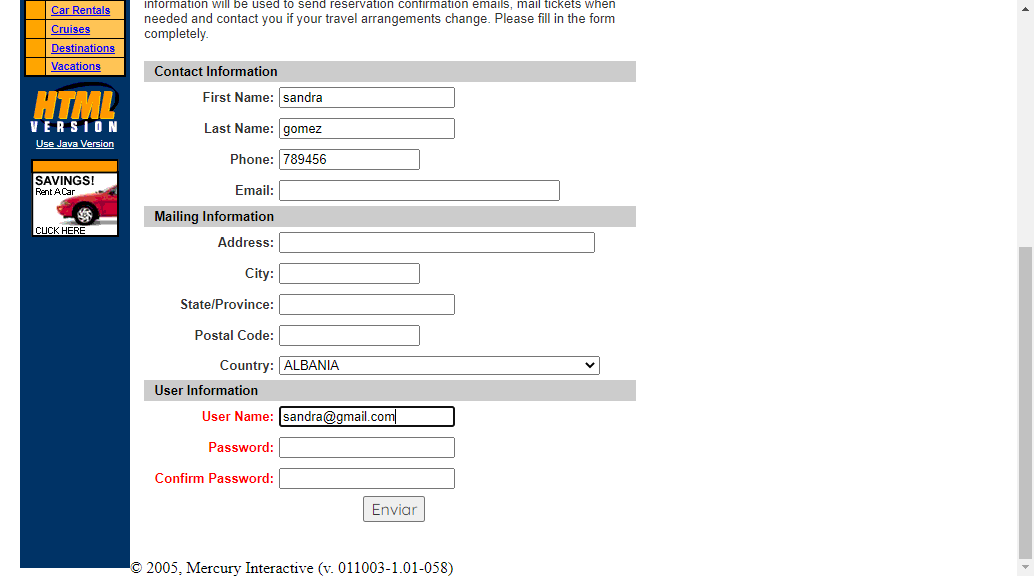 information will be used to send reservation confirmation emails, mail tickets when
needed and contact you if your travel arrangements change. Please fill in the form
completely.
Car Rentals
Cruises
Destinations
Vacations
HTML
VERSION
Use Java Version
SAVINGS!
Rent A Car
CLICK HERE
Contact Information
First Name: sandra
Last Name: gomez
Phone: 789456
Email:
Mailing Information
Address:
City:
State/Province:
Postal Code:
Country: ALBANIA
User Information
User Name: sandra@gmail.com
Password:
Confirm Password:
Enviar
© 2005, Mercury Interactive (v. 011003-1.01-058)